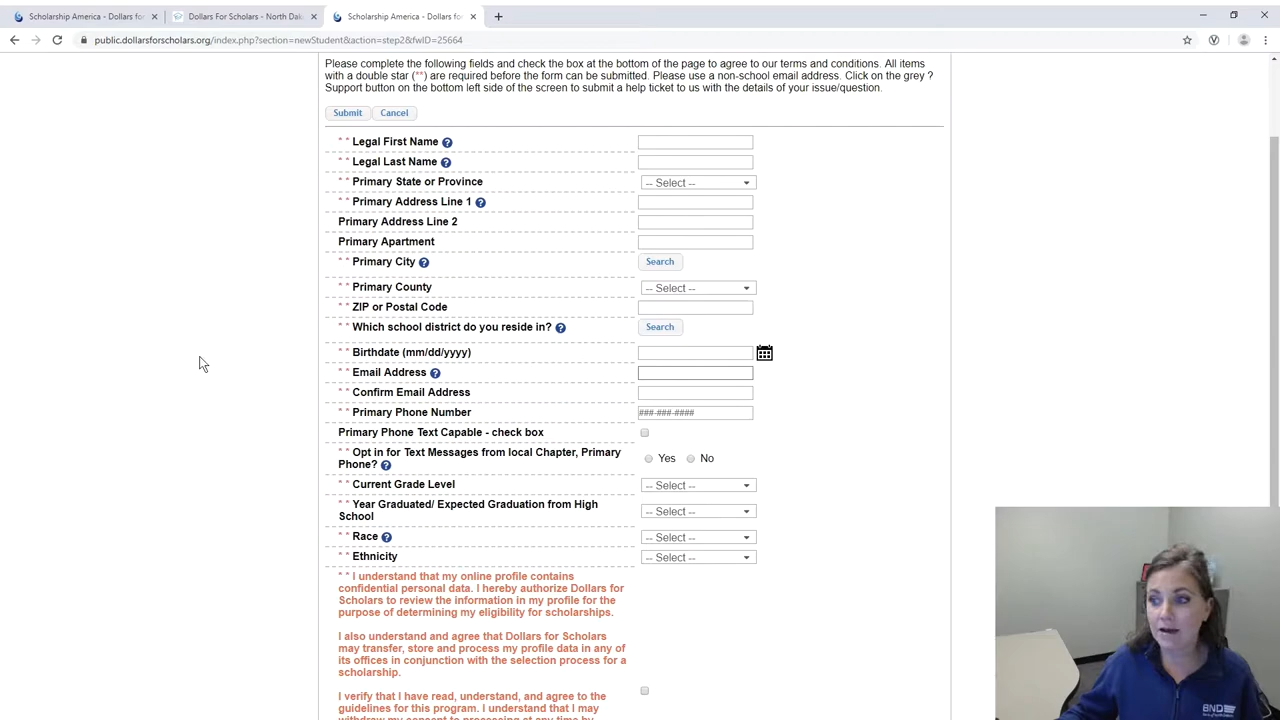 Scholarship America - Dollars for
Dollars For Scholars - North Dak
Scholarship America - Dollars for
public.dollarsforscholars.org/index.php?section=newStudent&action=step2&fwID=25664
Please complete the following fields and check the box at the bottom of the page to agree to our terms and conditions. All items
with a double star (**) are required before the form can be submitted. Please use a non-school email address. Click on the grey ?
Support button on the bottom left side of the screen to submit a help ticket to us with the details of your issue/question.
Submit Cancel
** Legal First Name ?
** Legal Last Name ?
** Primary State or Province -- Select --
** Primary Address Line 1 ?
Primary Address Line 2
Primary Apartment
** Primary City ? Search
** Primary County -- Select --
** ZIP or Postal Code
** Which school district do you reside in? ? Search
** Birthdate (mm/dd/yyyy)
** Email Address ?
** Confirm Email Address
** Primary Phone Number ###-###-####
Primary Phone Text Capable - check box
** Opt in for Text Messages from local Chapter, Primary
Phone? ? Yes No
** Current Grade Level -- Select --
** Year Graduated/ Expected Graduation from High
School -- Select --
** Race ? -- Select --
** Ethnicity -- Select --
** I understand that my online profile contains
confidential personal data. I hereby authorize Dollars for
Scholars to review the information in my profile for the
purpose of determining my eligibility for scholarships.
I also understand and agree that Dollars for Scholars
may transfer, store and process my profile data in any of
its offices in conjunction with the selection process for a
scholarship.
I verify that I have read, understand, and agree to the
guidelines for this program. I understand that I may
withdraw my consent to processing at any time by
BND